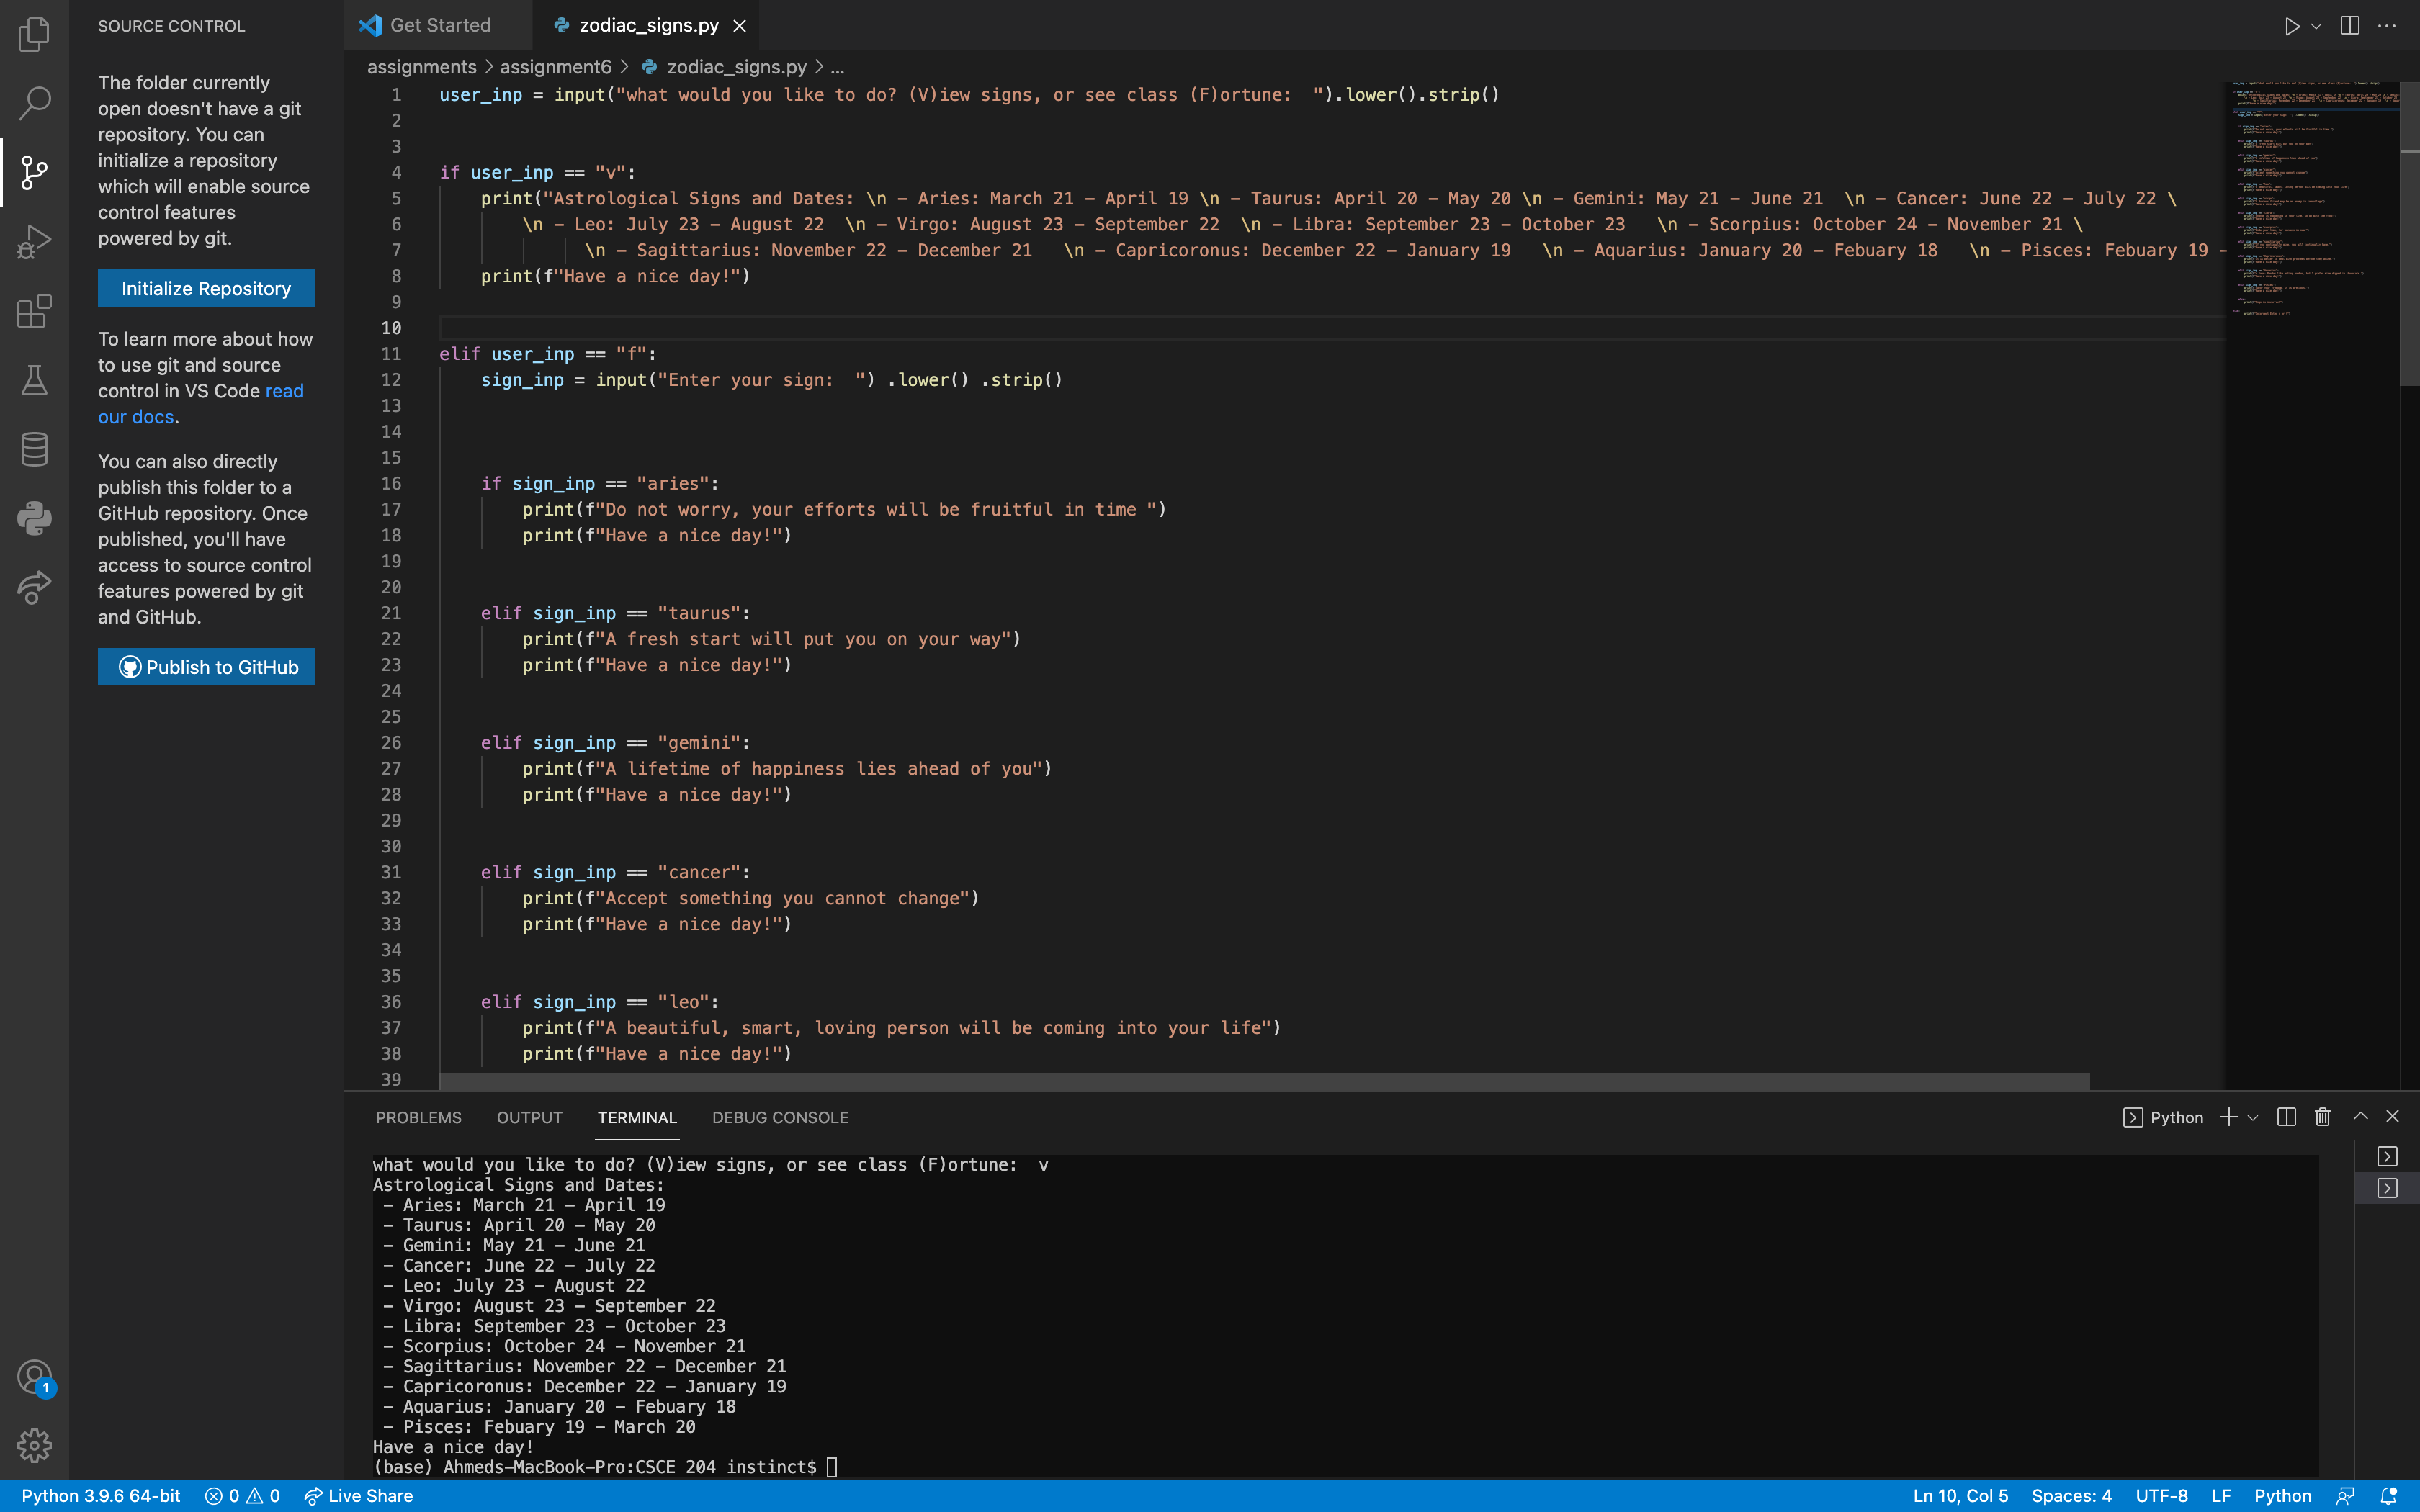 SOURCE CONTROL
The folder currently
open doesn't have a git
repository. You can
initialize a repository
which will enable source
control features
powered by git.
Initialize Repository
To learn more about how
to use git and source
control in VS Code read
our docs.
You can also directly
publish this folder to a
GitHub repository. Once
published, you'll have
access to source control
features powered by git
and GitHub.
Publish to GitHub
1
Get Started
zodiac_signs.py
assignments > assignment6 > zodiac_signs.py > ...
1 user_inp = input("what would you like to do? (V)iew signs, or see class (F)ortune:  ").lower().strip()
2
3
4 if user_inp == "v":
5     print("Astrological Signs and Dates: \n - Aries: March 21 - April 19 \n - Taurus: April 20 - May 20 \n - Gemini: May 21 - June 21  \n - Cancer: June 22 - July 22 \
6         \n - Leo: July 23 - August 22  \n - Virgo: August 23 - September 22  \n - Libra: September 23 - October 23   \n - Scorpius: October 24 - November 21 \
7               \n - Sagittarius: November 22 - December 21   \n - Capricoronus: December 22 - January 19   \n - Aquarius: January 20 - Febuary 18   \n - Pisces: Febuary 19 -
8     print(f"Have a nice day!")
9
10
11 elif user_inp == "f":
12     sign_inp = input("Enter your sign:  ") .lower() .strip()
13
14
15
16     if sign_inp == "aries":
17         print(f"Do not worry, your efforts will be fruitful in time ")
18         print(f"Have a nice day!")
19
20
21     elif sign_inp == "taurus":
22         print(f"A fresh start will put you on your way")
23         print(f"Have a nice day!")
24
25
26     elif sign_inp == "gemini":
27         print(f"A lifetime of happiness lies ahead of you")
28         print(f"Have a nice day!")
29
30
31     elif sign_inp == "cancer":
32         print(f"Accept something you cannot change")
33         print(f"Have a nice day!")
34
35
36     elif sign_inp == "leo":
37         print(f"A beautiful, smart, loving person will be coming into your life")
38         print(f"Have a nice day!")
39
PROBLEMS OUTPUT TERMINAL DEBUG CONSOLE
Python
what would you like to do? (V)iew signs, or see class (F)ortune:  v
Astrological Signs and Dates:
 - Aries: March 21 - April 19
 - Taurus: April 20 - May 20
 - Gemini: May 21 - June 21
 - Cancer: June 22 - July 22
 - Leo: July 23 - August 22
 - Virgo: August 23 - September 22
 - Libra: September 23 - October 23
 - Scorpius: October 24 - November 21
 - Sagittarius: November 22 - December 21
 - Capricoronus: December 22 - January 19
 - Aquarius: January 20 - Febuary 18
 - Pisces: Febuary 19 - March 20
Have a nice day!
(base) Ahmeds-MacBook-Pro:CSCE 204 instinct$
Python 3.9.6 64-bit 0 0 Live Share Ln 10, Col 5 Spaces: 4 UTF-8 LF Python